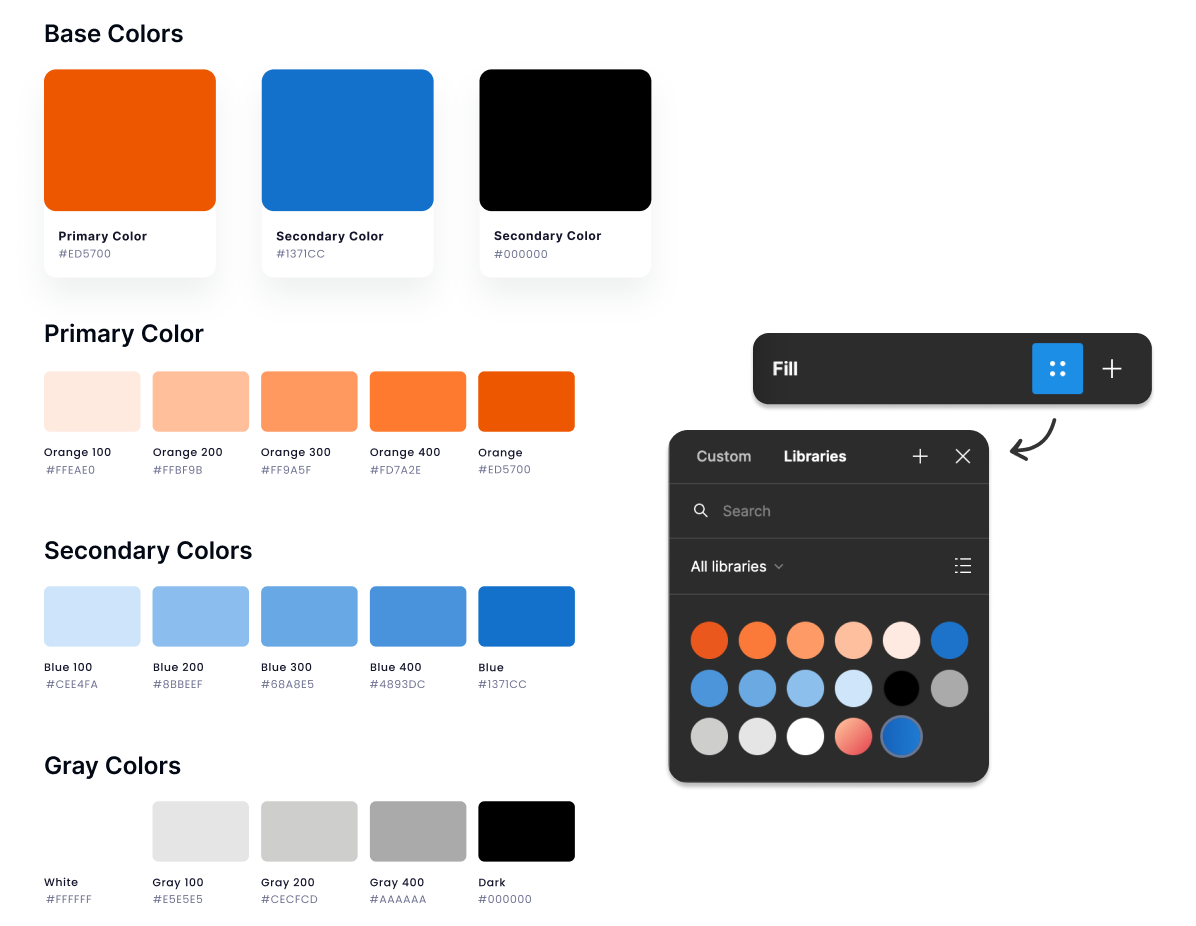 Base Colors
Primary Color
#ED5700
Secondary Color
#1371CC
Secondary Color
#000000
Primary Color
Orange 100
#FFEAE0
Orange 200
#FFBF9B
Orange 300
#FF9A5F
Orange 400
#FD7A2E
Orange
#ED5700
Secondary Colors
Blue 100
#CEE4FA
Blue 200
#8BBEEF
Blue 300
#68A8E5
Blue 400
#4893DC
Blue
#1371CC
Gray Colors
White
#FFFFFF
Gray 100
#E5E5E5
Gray 200
#CECFCD
Gray 400
#AAAAAA
Dark
#000000
Fill
Custom
Libraries
Search
All libraries